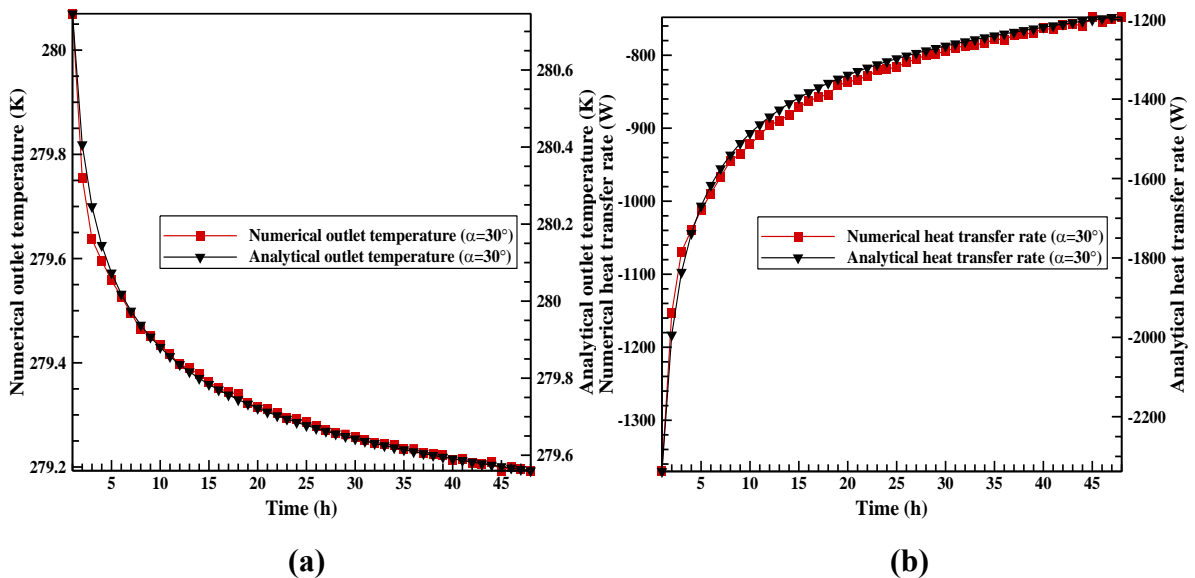 Numerical outlet temperature (K)
280
279.8
279.6
279.4
279.2
Numerical outlet temperature (α=30°)
Analytical outlet temperature (α=30°)
280.6
280.4
280.2
280
279.8
279.6
Analytical outlet temperature (K)
5 10 15 20 25 30 35 40 45
Time (h)
(a)
Numerical heat transfer rate (W)
-800
-900
-1000
-1100
-1200
-1300
Numerical heat transfer rate (α=30°)
Analytical heat transfer rate (α=30°)
-1200
-1400
-1600
-1800
-2000
-2200
Analytical heat transfer rate (W)
5 10 15 20 25 30 35 40 45
Time (h)
(b)